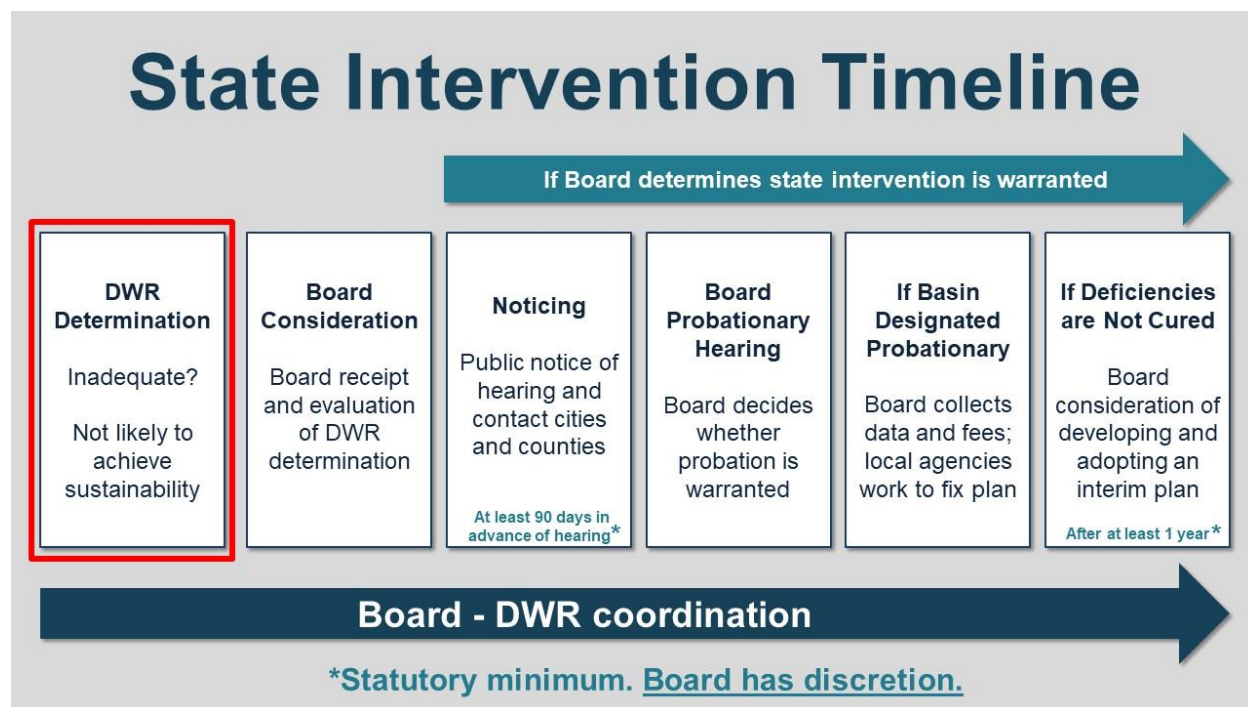 State Intervention Timeline
If Board determines state intervention is warranted
DWR
Determination
Inadequate?
Not likely to
achieve
sustainability
Board
Consideration
Board receipt
and evaluation
of DWR
determination
Noticing
Public notice of
hearing and
contact cities
and counties
At least 90 days in
advance of hearing*
Board
Probationary
Hearing
Board decides
whether
probation is
warranted
If Basin
Designated
Probationary
Board collects
data and fees;
local agencies
work to fix plan
If Deficiencies
are Not Cured
Board
consideration of
developing and
adopting an
interim plan
After at least 1 year*
Board - DWR coordination
*Statutory minimum. Board has discretion.